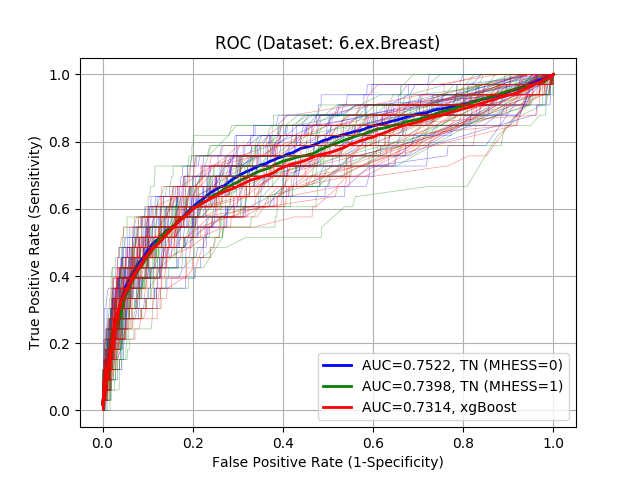 ROC (Dataset: 6.ex.Breast)
True Positive Rate (Sensitivity)
1.0
0.8
0.6
0.4
0.2
0.0
AUC=0.7522, TN (MHESS=0)
AUC=0.7398, TN (MHESS=1)
AUC=0.7314, xgBoost
0.0 0.2 0.4 0.6 0.8 1.0
False Positive Rate (1-Specificity)